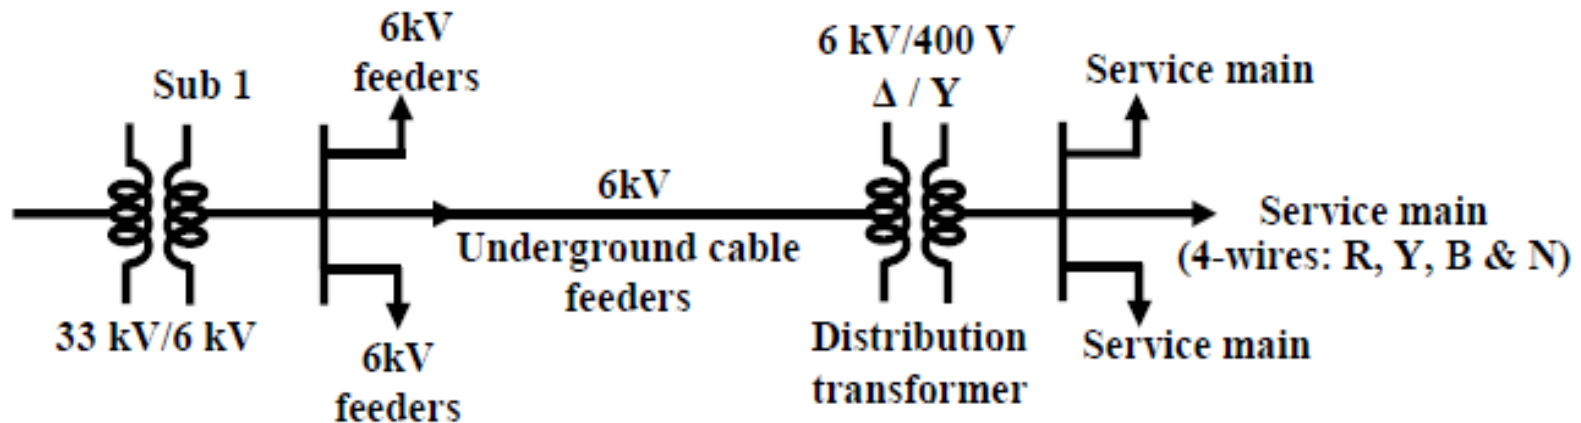 6kV
feeders
Sub 1
33 kV/6 kV
6kV
feeders
6kV
Underground cable
feeders
6 kV/400 V
Δ / Y
Distribution
transformer
Service main
Service main
(4-wires: R, Y, B & N)
Service main